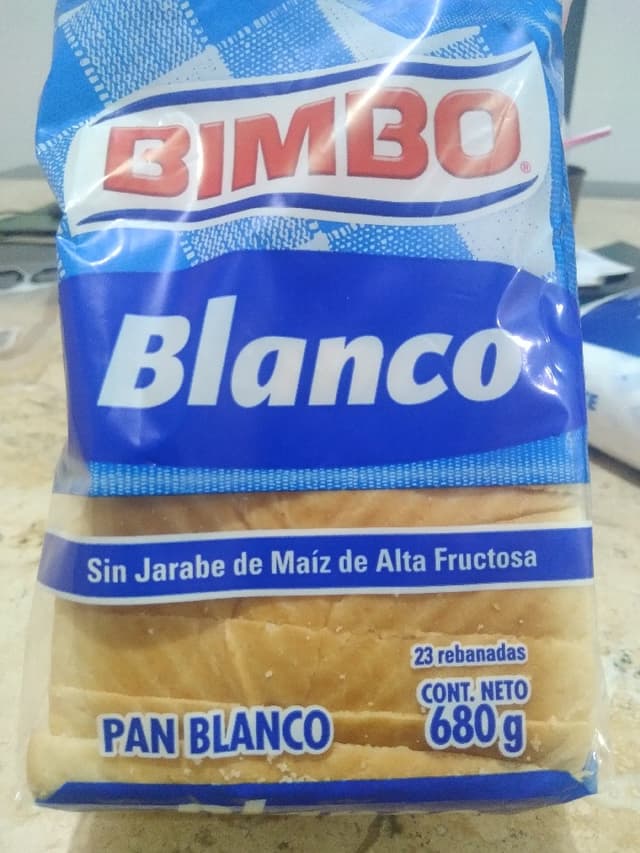 BIMBO®
Blanco
Sin Jarabe de Maíz de Alta Fructosa
23 rebanadas
CONT. NETO
680 g
PAN BLANCO